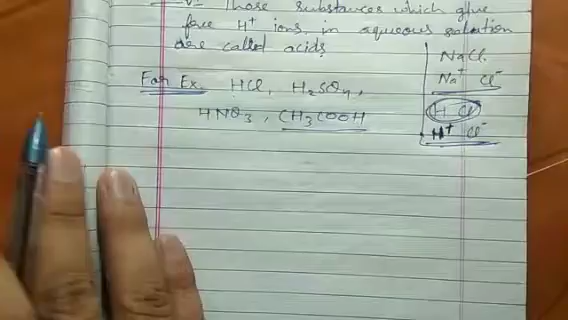 Those substances which give
free H+ ions in aqueous solution
are called acids
For Ex. HCl, H2SO4,
HNO3, CH3COOH
NaCl.
Na+ Cl-
H Cl
H+ Cl-